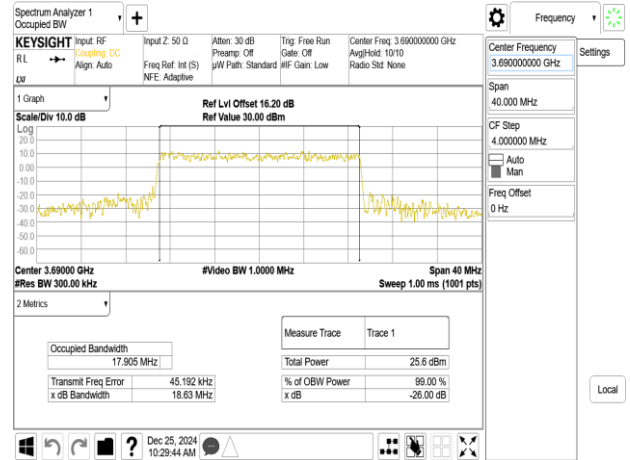 Spectrum Analyzer 1
Occupied BW
Frequency
KEYSIGHT
RL
LXI
Input: RF
Coupling: DC
Align: Auto
Input Z: 50 Ω
Freq Ref: Int (S)
NFE: Adaptive
Atten: 30 dB
Preamp: Off
µW Path: Standard
Trig: Free Run
Gate: Off
#IF Gain: Low
Center Freq: 3.690000000 GHz
Avg|Hold: 10/10
Radio Std: None
Center Frequency
3.690000000 GHz
Settings
Span
40.000 MHz
CF Step
4.000000 MHz
Auto
Man
Freq Offset
0 Hz
Local
1 Graph
Scale/Div 10.0 dB
Ref Lvl Offset 16.20 dB
Ref Value 30.00 dBm
Log
20.0
10.0
0.00
-10.0
-20.0
-30.0
-40.0
-50.0
-60.0
Center 3.69000 GHz
#Res BW 300.00 kHz
#Video BW 1.0000 MHz
Span 40 MHz
Sweep 1.00 ms (1001 pts)
2 Metrics
Occupied Bandwidth
17.905 MHz
Transmit Freq Error 45.192 kHz
x dB Bandwidth 18.63 MHz
Measure Trace Trace 1
Total Power 25.6 dBm
% of OBW Power 99.00 %
x dB -26.00 dB
?
Dec 25, 2024
10:29:44 AM